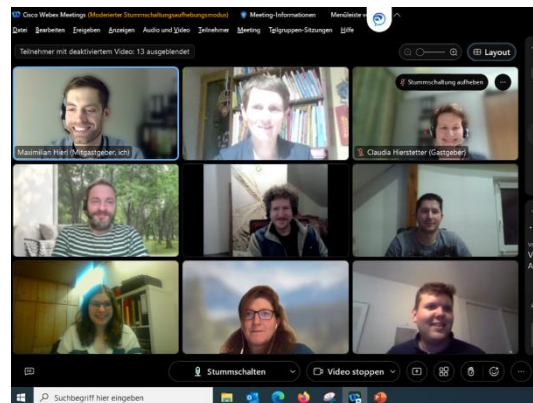 Cisco Webex Meetings (Moderierter Stummschaltungsaufhebungsmodus) Meeting-Informationen Menüleiste
Datei Bearbeiten Freigeben Anzeigen Audio und Video Teilnehmer Meeting Teilgruppen-Sitzungen Hilfe
Teilnehmer mit deaktiviertem Video: 13 ausgeblendet
Layout
Stummschaltung aufheben
Maximilian Hierl (Mitgastgeber, ich)
Claudia Hierstetter (Gastgeber)
Stummschalten
Video stoppen
Suchbegriff hier eingeben